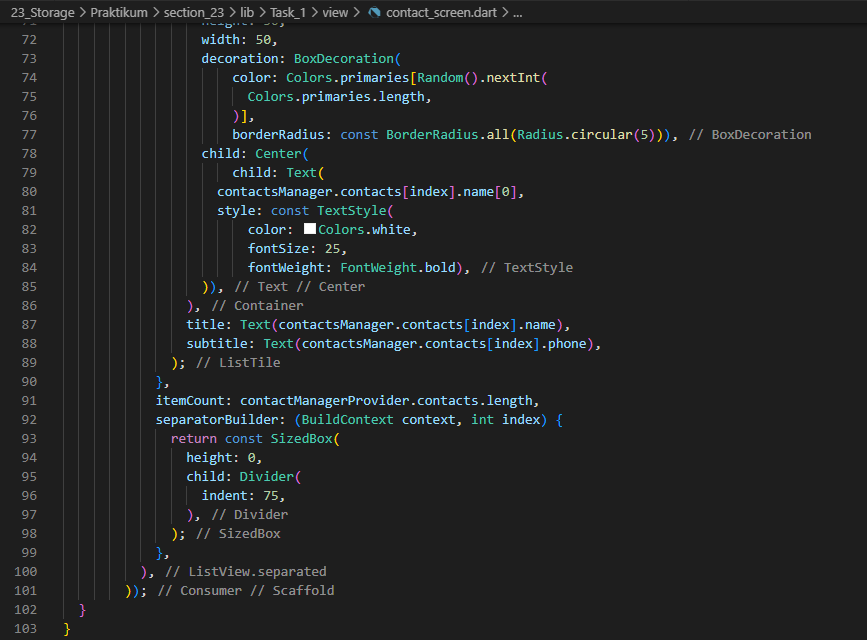 23_Storage > Praktikum > section_23 > lib > Task_1 > view > contact_screen.dart > ...
72 width: 50,
73 decoration: BoxDecoration(
74 color: Colors.primaries[Random().nextInt(
75 Colors.primaries.length,
76 )],
77 borderRadius: const BorderRadius.all(Radius.circular(5))), // BoxDecoration
78 child: Center(
79 child: Text(
80 contactsManager.contacts[index].name[0],
81 style: const TextStyle(
82 color: Colors.white,
83 fontSize: 25,
84 fontWeight: FontWeight.bold), // TextStyle
85 )), // Text // Center
86 ), // Container
87 title: Text(contactsManager.contacts[index].name),
88 subtitle: Text(contactsManager.contacts[index].phone),
89 ); // ListTile
90 },
91 itemCount: contactManagerProvider.contacts.length,
92 separatorBuilder: (BuildContext context, int index) {
93 return const SizedBox(
94 height: 0,
95 child: Divider(
96 indent: 75,
97 ), // Divider
98 ); // SizedBox
99 },
100 ), // ListView.separated
101 )); // Consumer // Scaffold
102 }
103 }